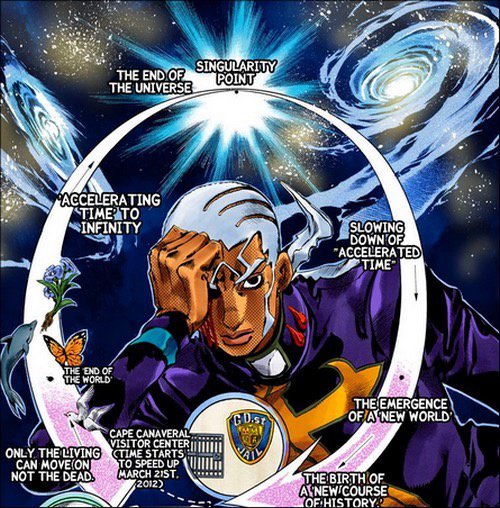 SINGULARITY
POINT
THE END OF
THE UNIVERSE
'ACCELERATING
TIME' TO
INFINITY
SLOWING
DOWN OF
"ACCELERATED
TIME"
THE 'END OF
THE WORLD'
THE EMERGENCE
OF A 'NEW WORLD'
CAPE CANAVERAL
VISITOR CENTER
(TIME STARTS
TO SPEED UP
MARCH 21ST,
2012)
ONLY THE LIVING
CAN MOVE ON
NOT THE DEAD.
G.D.st
JAIL
THE BIRTH OF
A 'NEW COURSE
OF HISTORY.'